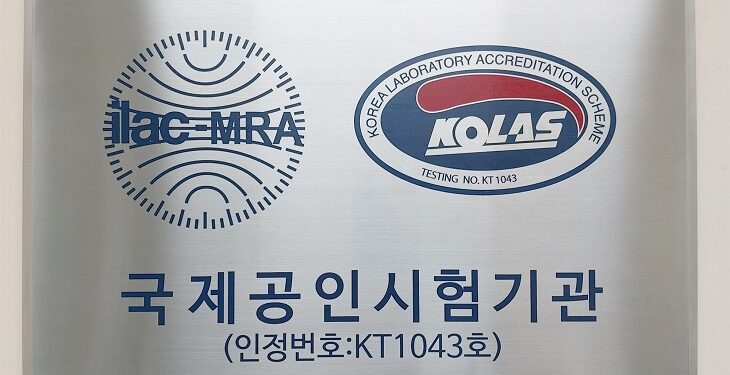 ilac-MRA
KOREA LABORATORY ACCREDITATION SCHEME
KOLAS
TESTING NO. KT 1043
국제공인시험기관
(인정번호:KT1043호)